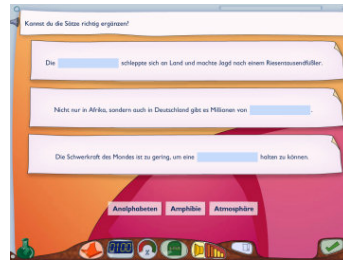 Kannst du die Sätze richtig ergänzen?
Die schleppte sich an Land und machte Jagd nach einem Riesentausendfüßler.
Nicht nur in Afrika, sondern auch in Deutschland gibt es Millionen von .
Die Schwerkraft des Mondes ist zu gering, um eine halten zu können.
Analphabeten Amphibie Atmosphäre
0100